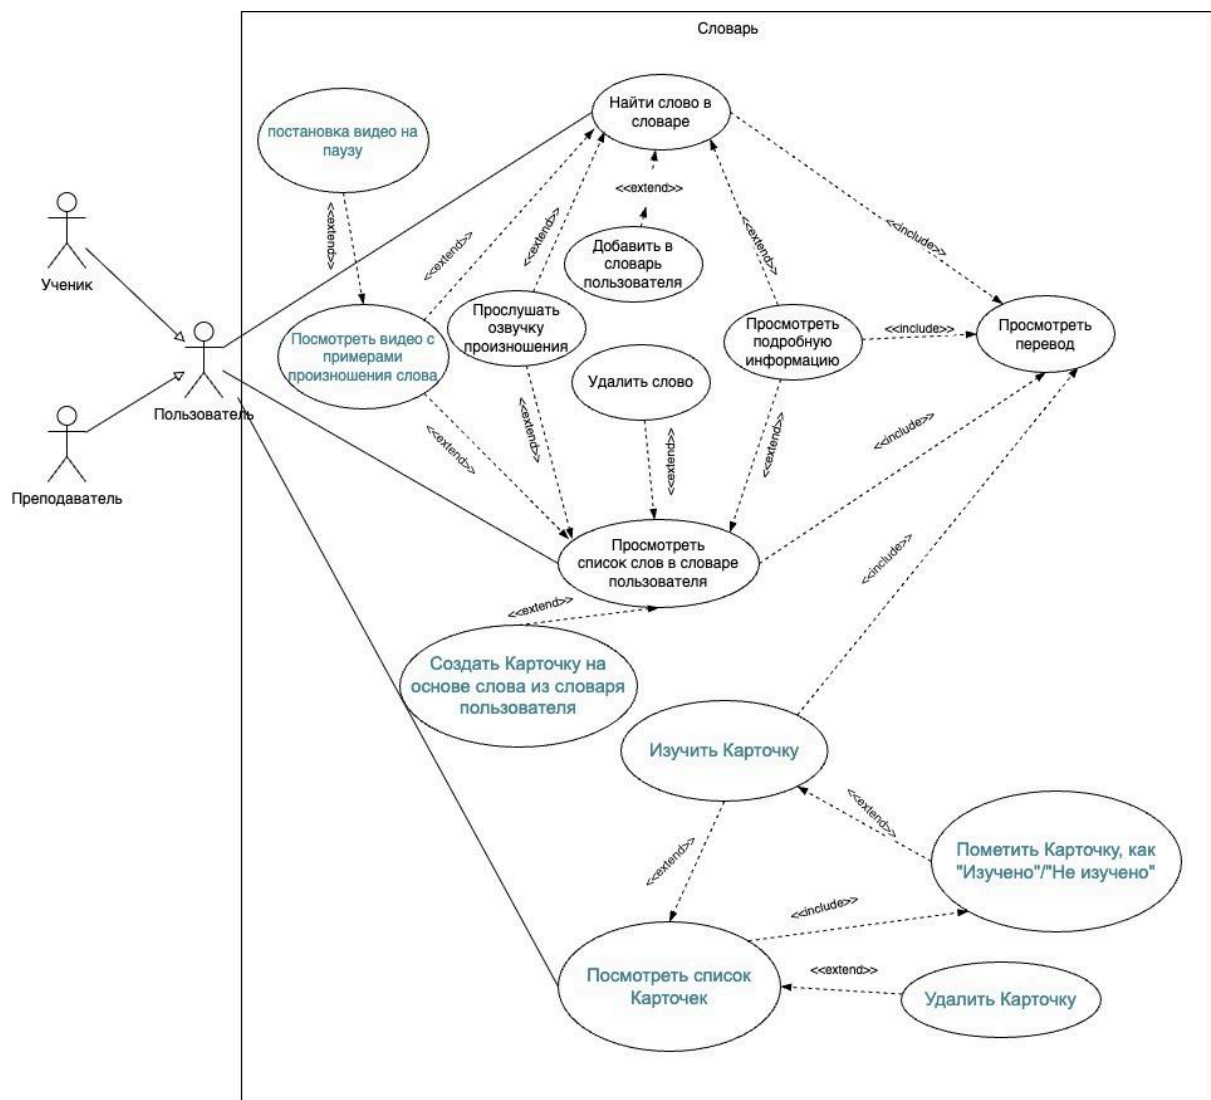 Словарь
Найти слово в
словаре
постановка видео на
паузу
<<extend>>
<<extend>>
<<extend>>
<<extend>>
<<extend>>
<<include>>
Ученик
Добавить в
словарь
пользователя
Посмотреть видео с
примерами
произношения слова
Прослушать
озвучку
произношения
Просмотреть
подробную
информацию
<<include>>
Просмотреть
перевод
Пользователь
Удалить слово
<<extend>>
<<extend>>
<<extend>>
<<extend>>
<<include>>
Преподаватель
Просмотреть
список слов в словаре
пользователя
<<include>>
<<extend>>
Создать Карточку на
основе слова из словаря
пользователя
Изучить Карточку
<<extend>>
<<extend>>
Пометить Карточку, как
"Изучено"/"Не изучено"
<<include>>
Посмотреть список
Карточек
<<extend>>
Удалить Карточку